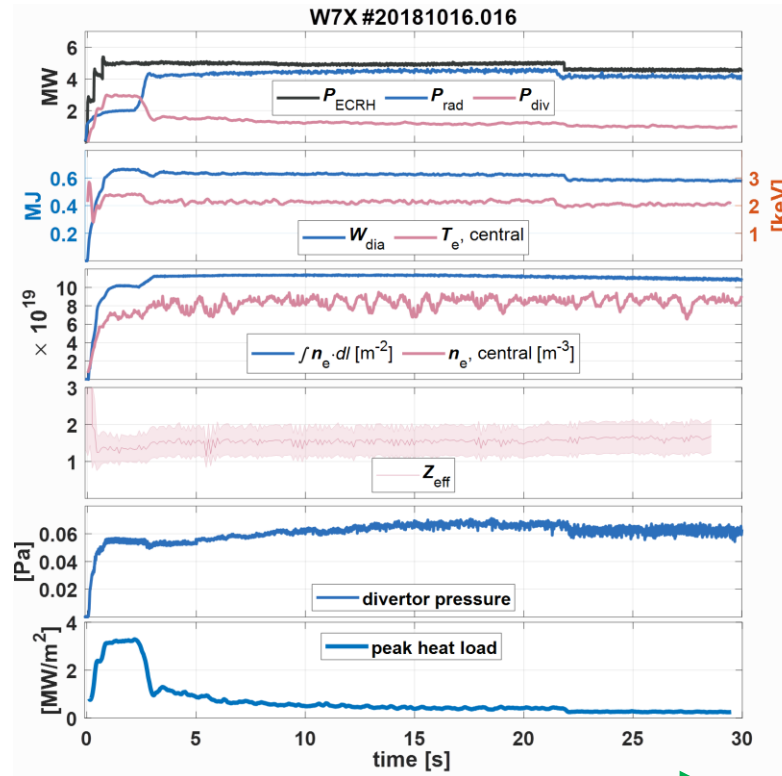 W7X #20181016.016
6
4
2
MW
P_ECRH P_rad P_div
0.6
0.4
0.2
MJ
3
2
1
[keV]
W_dia T_e, central
10
8
6
4
2
× 10^19
∫ n_e·dl [m^-2] n_e, central [m^-3]
3
2
1
Z_eff
0.06
0.04
0.02
[Pa]
divertor pressure
4
2
0
[MW/m^2]
peak heat load
0 5 10 15 20 25 30
time [s]